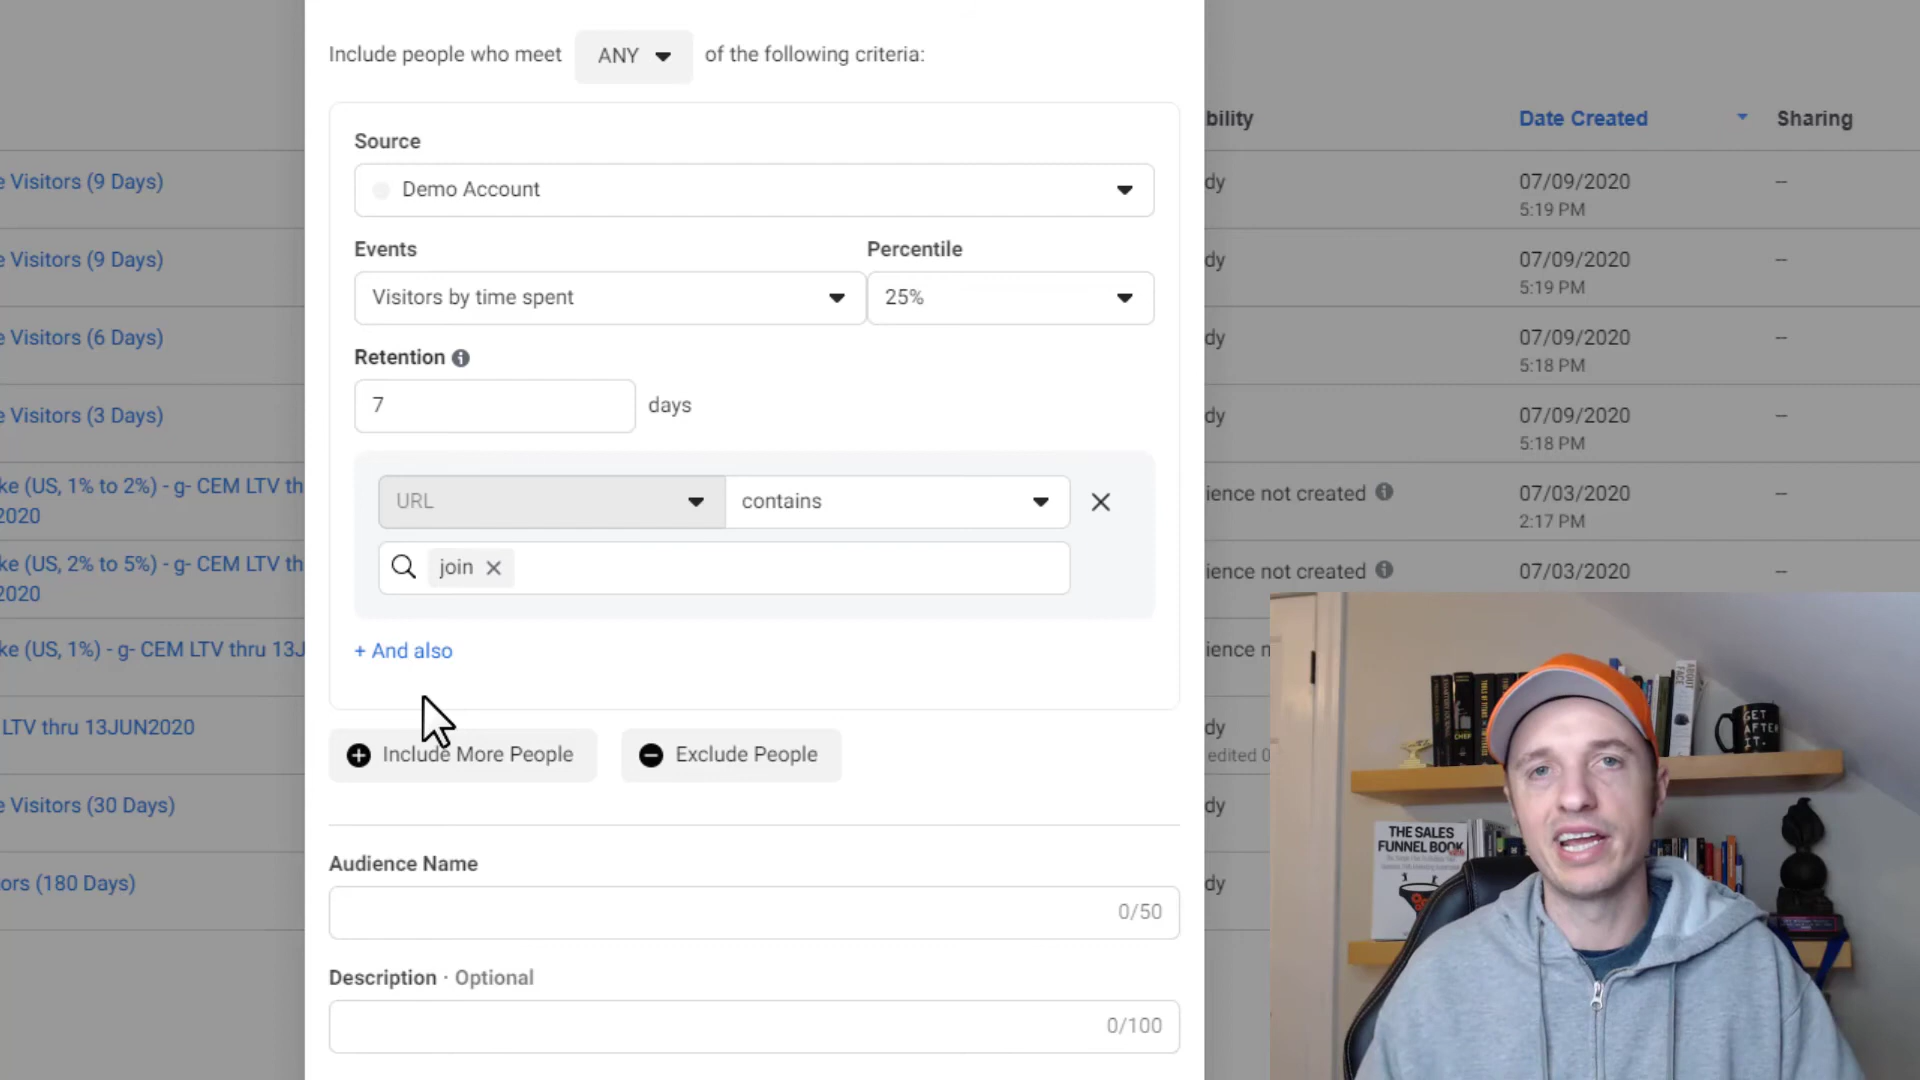 Include people who meet ANY of the following criteria:
Source
Demo Account
Events Percentile
Visitors by time spent 25%
Retention
7 days
URL contains
join
+ And also
Include More People Exclude People
Audience Name
0/50
Description · Optional
0/100
e Visitors (9 Days)
e Visitors (9 Days)
e Visitors (6 Days)
e Visitors (3 Days)
ke (US, 1% to 2%) - g- CEM LTV th
2020
ke (US, 2% to 5%) - g- CEM LTV th
2020
ke (US, 1%) - g- CEM LTV thru 13J
LTV thru 13JUN2020
e Visitors (30 Days)
ors (180 Days)
bility Date Created Sharing
dy 07/09/2020 --
5:19 PM
dy 07/09/2020 --
5:19 PM
dy 07/09/2020 --
5:18 PM
dy 07/09/2020 --
5:18 PM
ience not created 07/03/2020 --
2:17 PM
ience not created 07/03/2020 --
ience n
dy
edited 0
dy
dy
ABOUT
FACE
GET
AFTER
IT.
THE SALES
FUNNEL BOOK